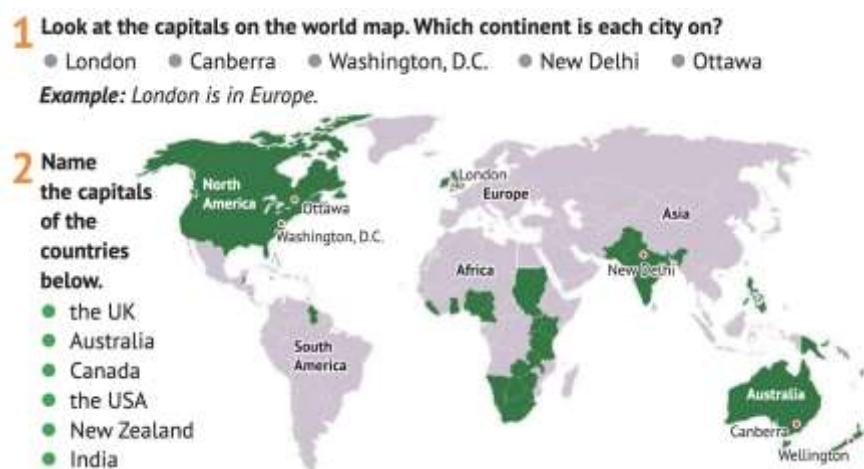 1 Look at the capitals on the world map. Which continent is each city on?
London Canberra Washington, D.C. New Delhi Ottawa
Example: London is in Europe.
2 Name
the capitals
of the
countries
below.
the UK
Australia
Canada
the USA
New Zealand
India
North
America
Ottawa
Washington, D.C.
South
America
London
Europe
Africa
Asia
New Delhi
Australia
Canberra
Wellington